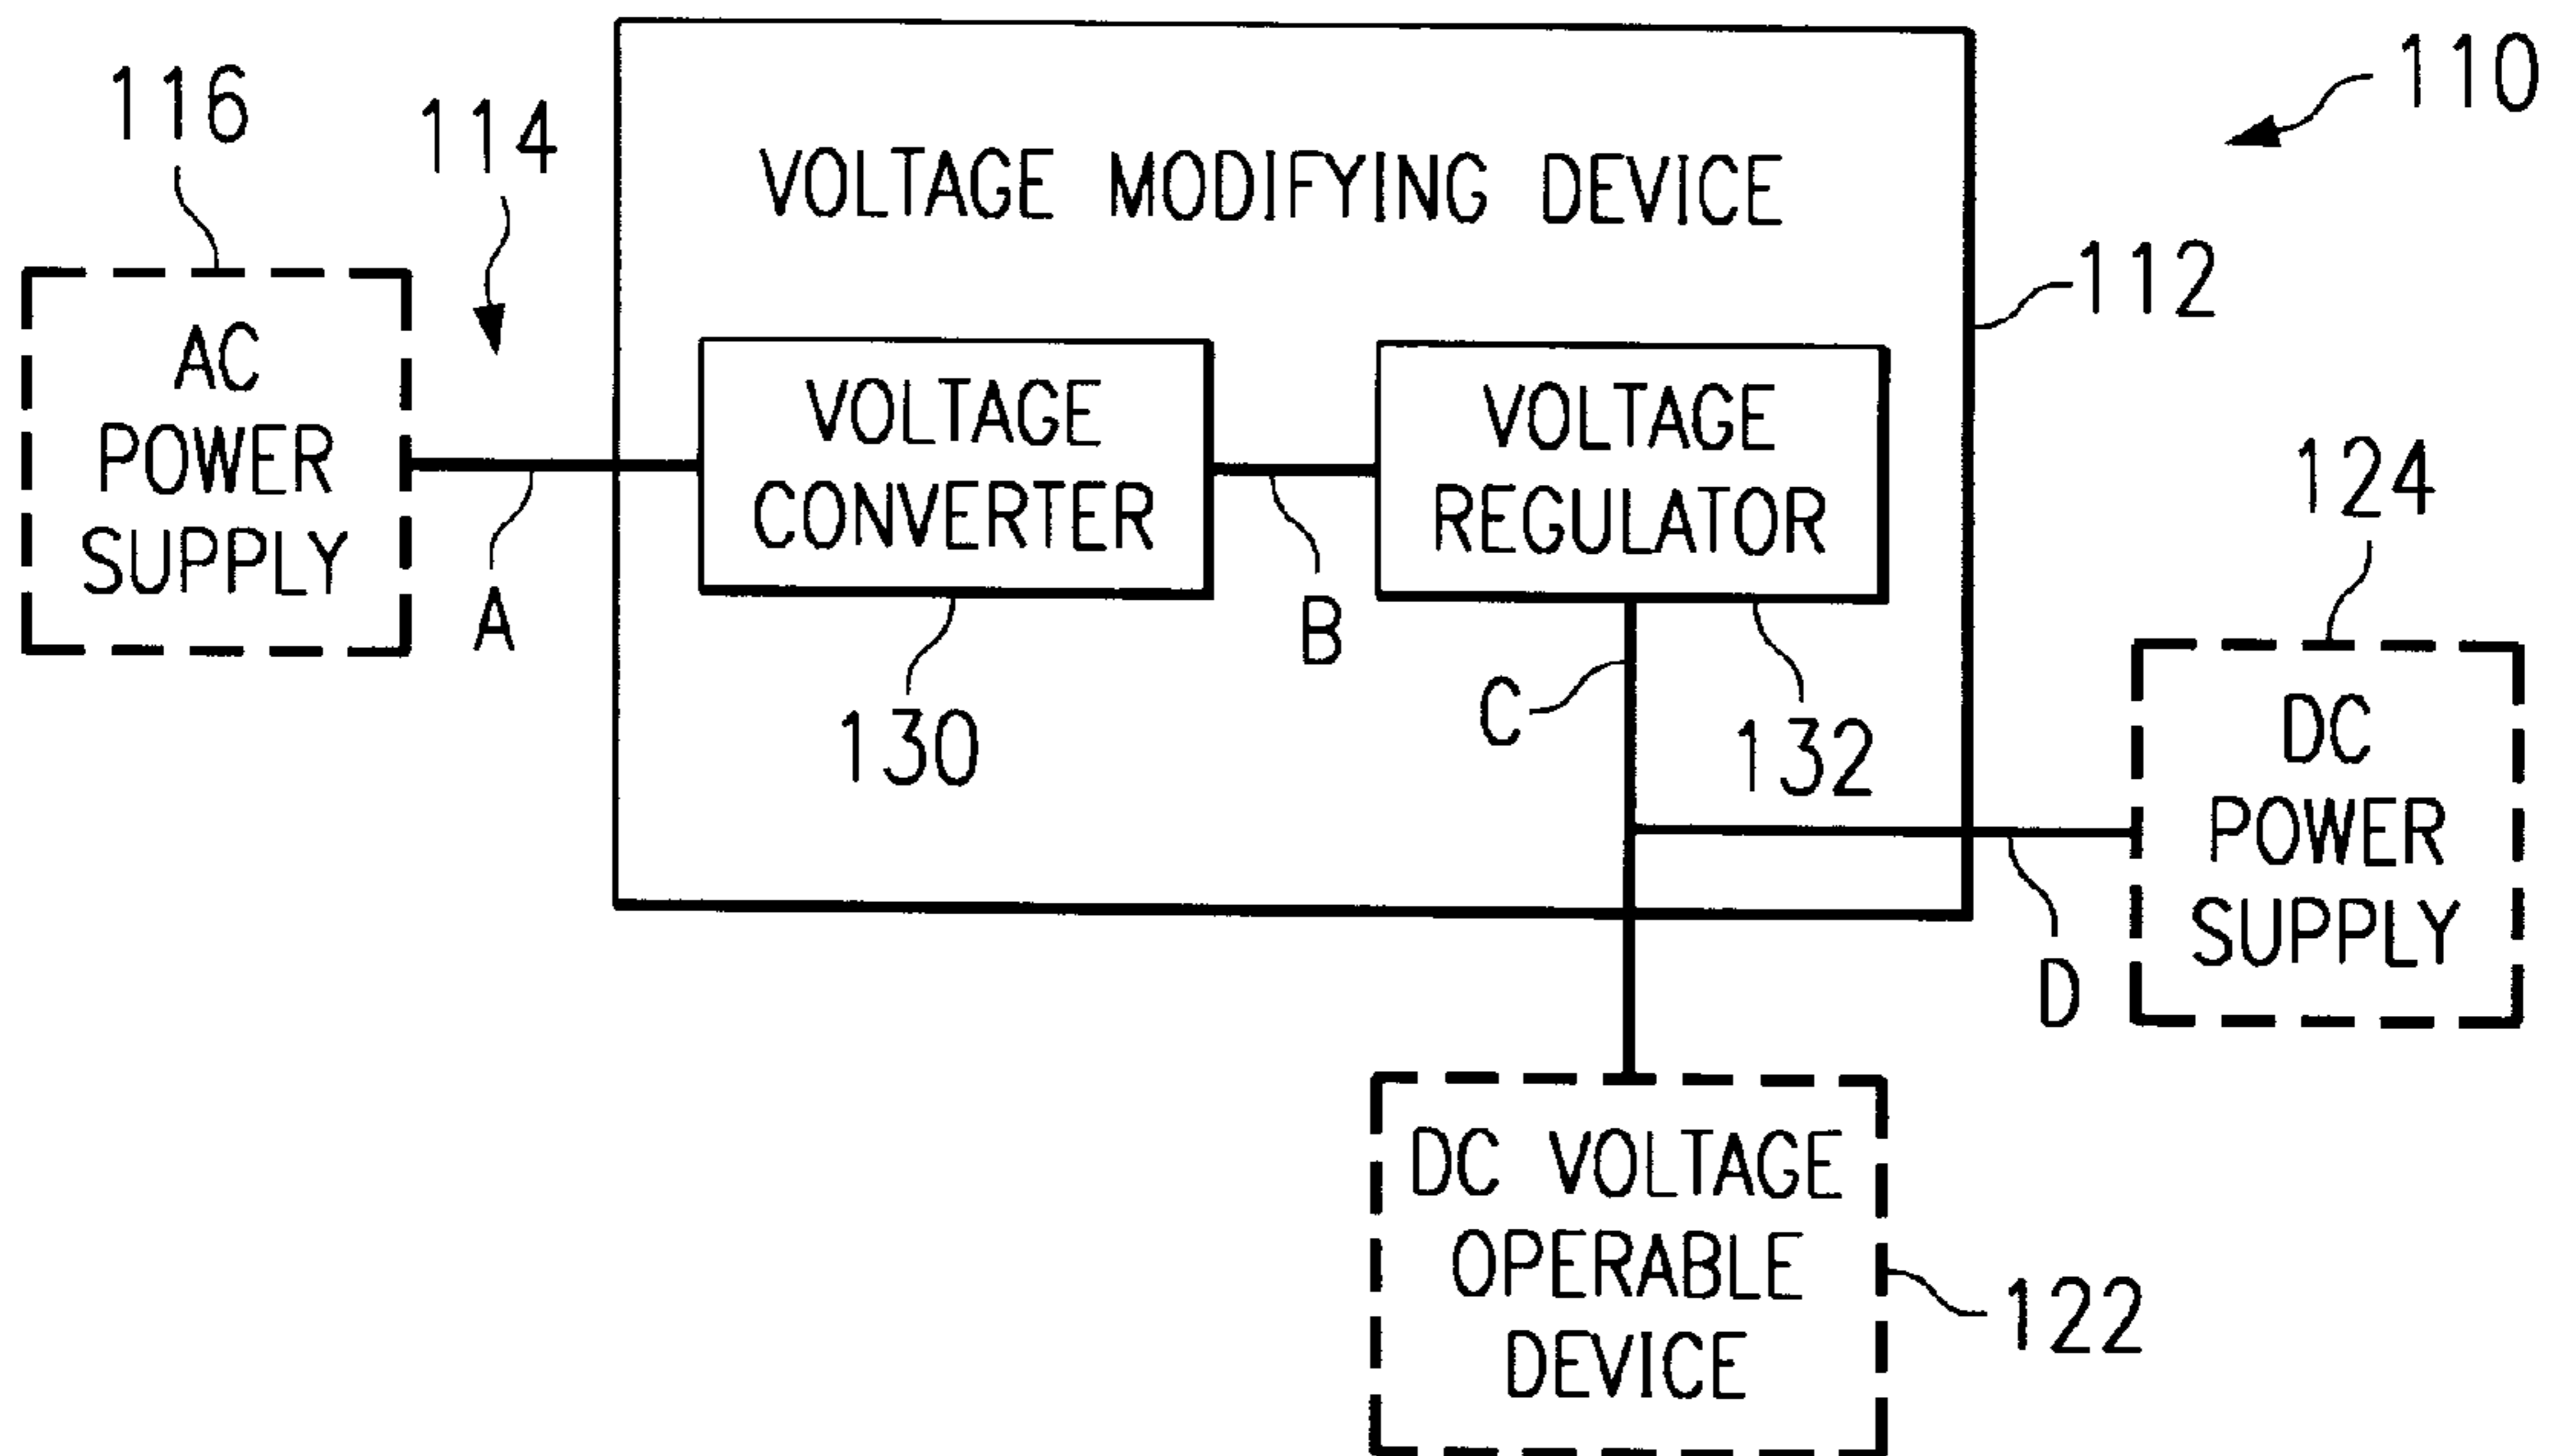 110
116
114
VOLTAGE MODIFYING DEVICE
112
AC
POWER
SUPPLY
VOLTAGE
CONVERTER
VOLTAGE
REGULATOR
A
B
C
130
132
124
DC
POWER
SUPPLY
D
DC VOLTAGE
OPERABLE
DEVICE
122